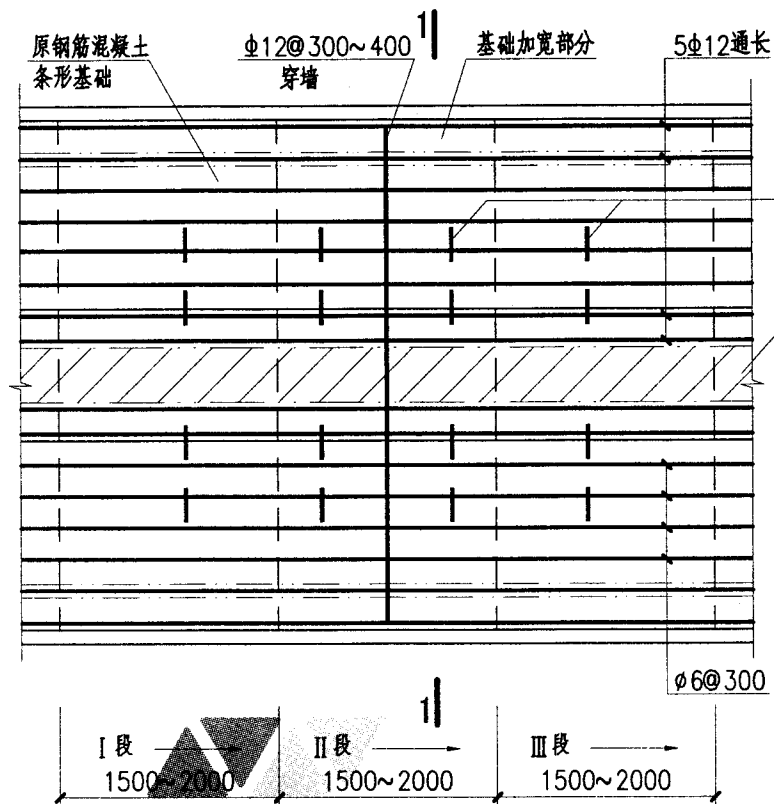 原钢筋混凝土
条形基础
Φ12@300~400
穿墙
1
基础加宽部分
5Φ12通长
ϕ6@300
1
Ⅰ段
Ⅱ段
Ⅲ段
1500~2000
1500~2000
1500~2000